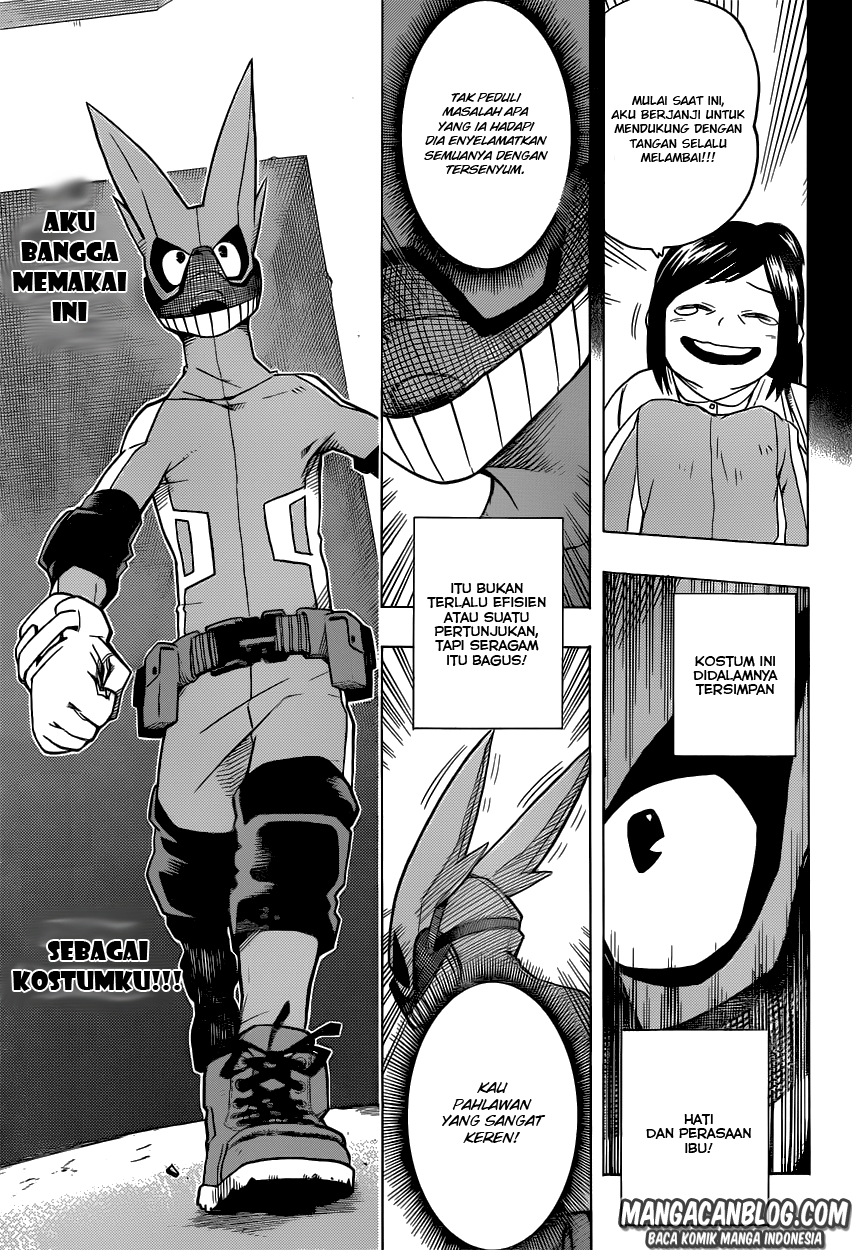 MULAI SAAT INI,
AKU BERJANJI UNTUK
MENDUKUNG DENGAN
TANGAN SELALU
MELAMBAI!!!
KOSTUM INI
DIDALAMNYA
TERSIMPAN
HATI
DAN PERASAAN
IBU!
TAK PEDULI
MASALAH APA
YANG IA HADAPI
DIA ENYELAMATKAN
SEMUANYA DENGAN
TERSENYUM.
ITU BUKAN
TERLALU EFISIEN
ATAU SUATU
PERTUNJUKAN,
TAPI SERAGAM
ITU BAGUS!
KAU
PAHLAWAN
YANG SANGAT
KEREN!
AKU
BANGGA
MEMAKAI
INI
SEBAGAI
KOSTUMKU!!!
MANGACANBLOG.COM
BACA KOMIK MANGA INDONESIA